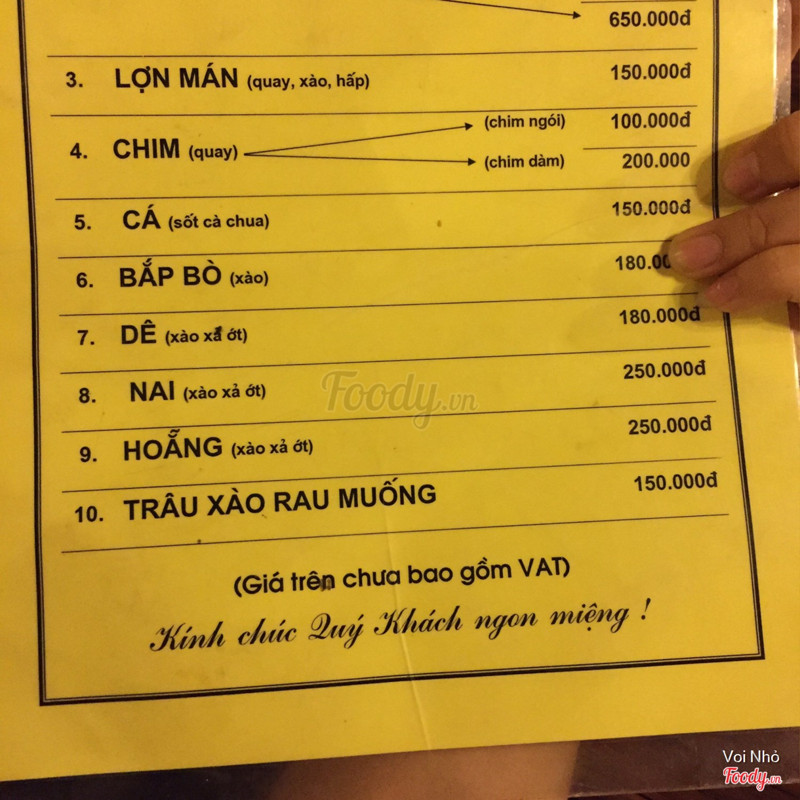 650.000đ
3. LỢN MÁN (quay, xào, hấp) 150.000đ
(chim ngói) 100.000đ
4. CHIM (quay)
(chim dàm) 200.000
5. CÁ (sốt cà chua) 150.000đ
6. BẮP BÒ (xào) 180.00
7. DÊ (xào xả ớt) 180.000đ
8. NAI (xào xả ớt) 250.000đ
Foody.vn
9. HOẴNG (xào xả ớt) 250.000đ
10. TRÂU XÀO RAU MUỐNG 150.000đ
(Giá trên chưa bao gồm VAT)
Kính chúc Quý Khách ngon miệng !
Voi Nhỏ
Foody.vn